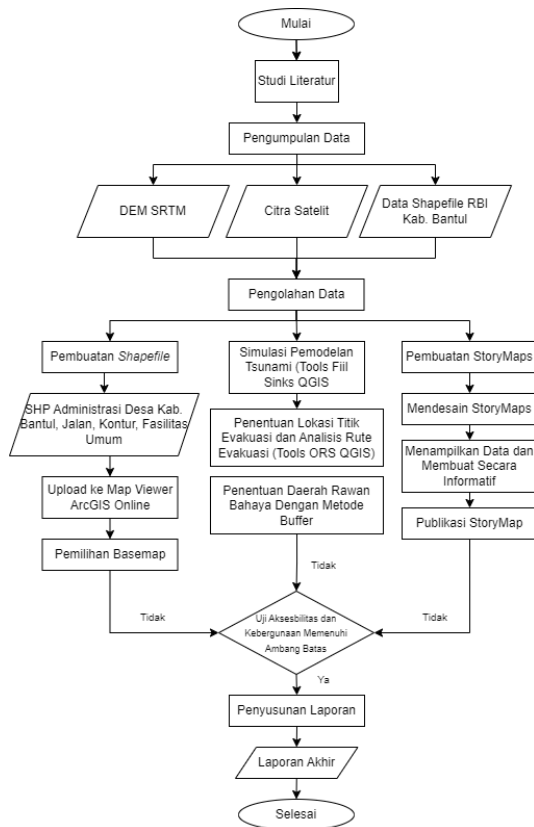 Mulai
Studi Literatur
Pengumpulan Data
DEM SRTM
Citra Satelit
Data Shapefile RBI
Kab. Bantul
Pengolahan Data
Pembuatan Shapefile
SHP Administrasi Desa Kab.
Bantul, Jalan, Kontur, Fasilitas
Umum
Upload ke Map Viewer
ArcGIS Online
Pemilihan Basemap
Simulasi Pemodelan
Tsunami (Tools Fiil
Sinks QGIS
Penentuan Lokasi Titik
Evakuasi dan Analisis Rute
Evakuasi (Tools ORS QGIS)
Penentuan Daerah Rawan
Bahaya Dengan Metode
Buffer
Pembuatan StoryMaps
Mendesain StoryMaps
Menampilkan Data dan
Membuat Secara
Informatif
Publikasi StoryMap
Tidak
Tidak
Tidak
Uji Aksesbilitas dan
Kebergunaan Memenuhi
Ambang Batas
Ya
Penyusunan Laporan
Laporan Akhir
Selesai